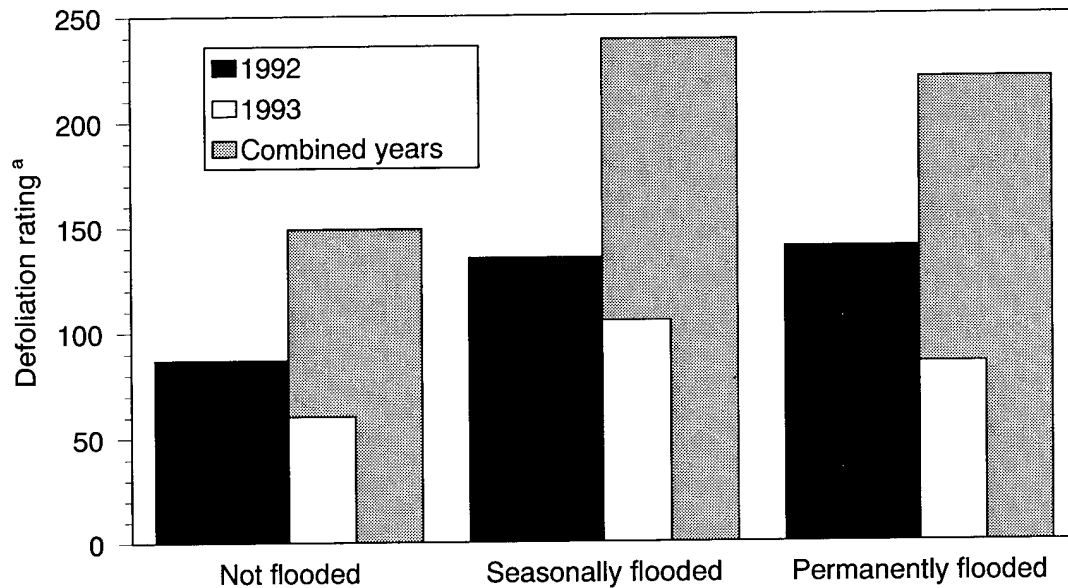 250
200
150
100
50
0
Defoliation rating a
1992
1993
Combined years
Not flooded
Seasonally flooded
Permanently flooded